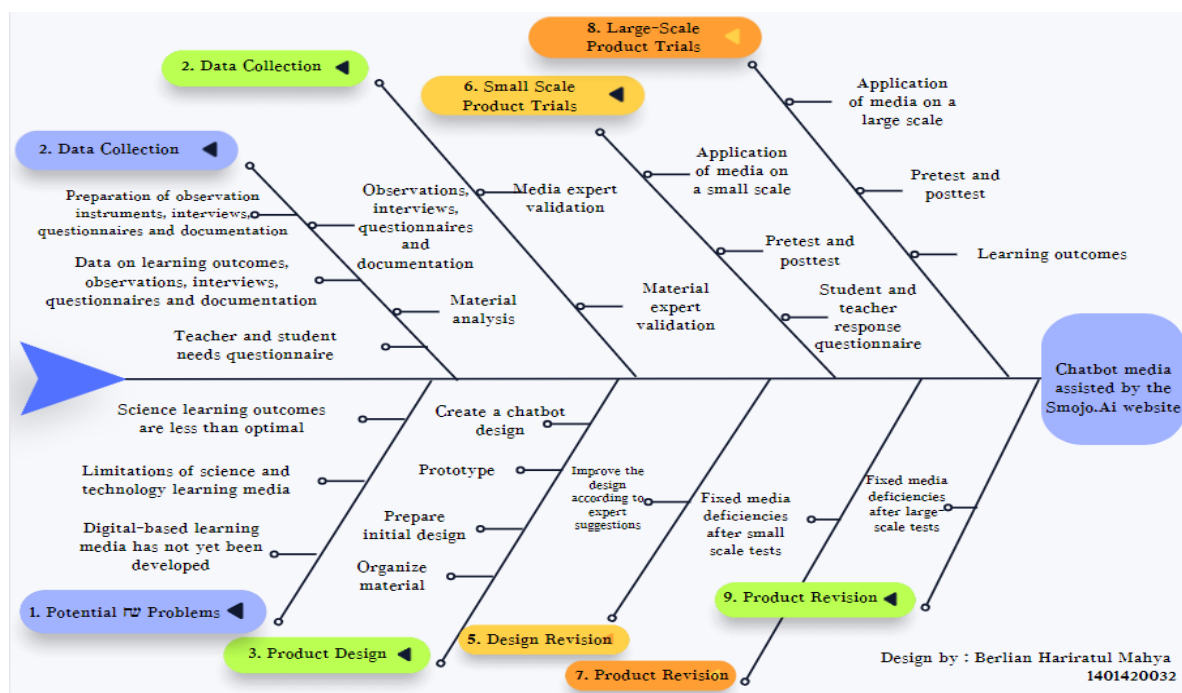 8. Large-Scale
Product Trials
2. Data Collection
6. Small Scale
Product Trials
2. Data Collection
Application
of media on a
large scale
Pretest and
posttest
Learning outcomes
Application
of media on
a small scale
Pretest and
posttest
Student and
teacher
response
questionnaire
Media expert
validation
Material
expert
validation
Preparation of observation
instruments, interviews,
questionnaires and documentation
Observations,
interviews,
questionnaires
and
documentation
Data on learning outcomes,
observations, interviews,
questionnaires and documentation
Material
analysis
Teacher and student
needs questionnaire
Chatbot media
assisted by the
Smojo.Ai website
Science learning outcomes
are less than optimal
Limitations of science and
technology learning media
Digital-based learning
media has not yet been
developed
1. Potential שח Problems
Create a chatbot
design
Prototype
Prepare
initial design
Organize
material
3. Product Design
Improve the
design
according to
expert
suggestions
5. Design Revision
Fixed media
deficiencies
after small
scale tests
7. Product Revision
Fixed media
deficiencies
after large-
scale tests
9. Product Revision
Design by : Berlian Hariratul Mahya
1401420032